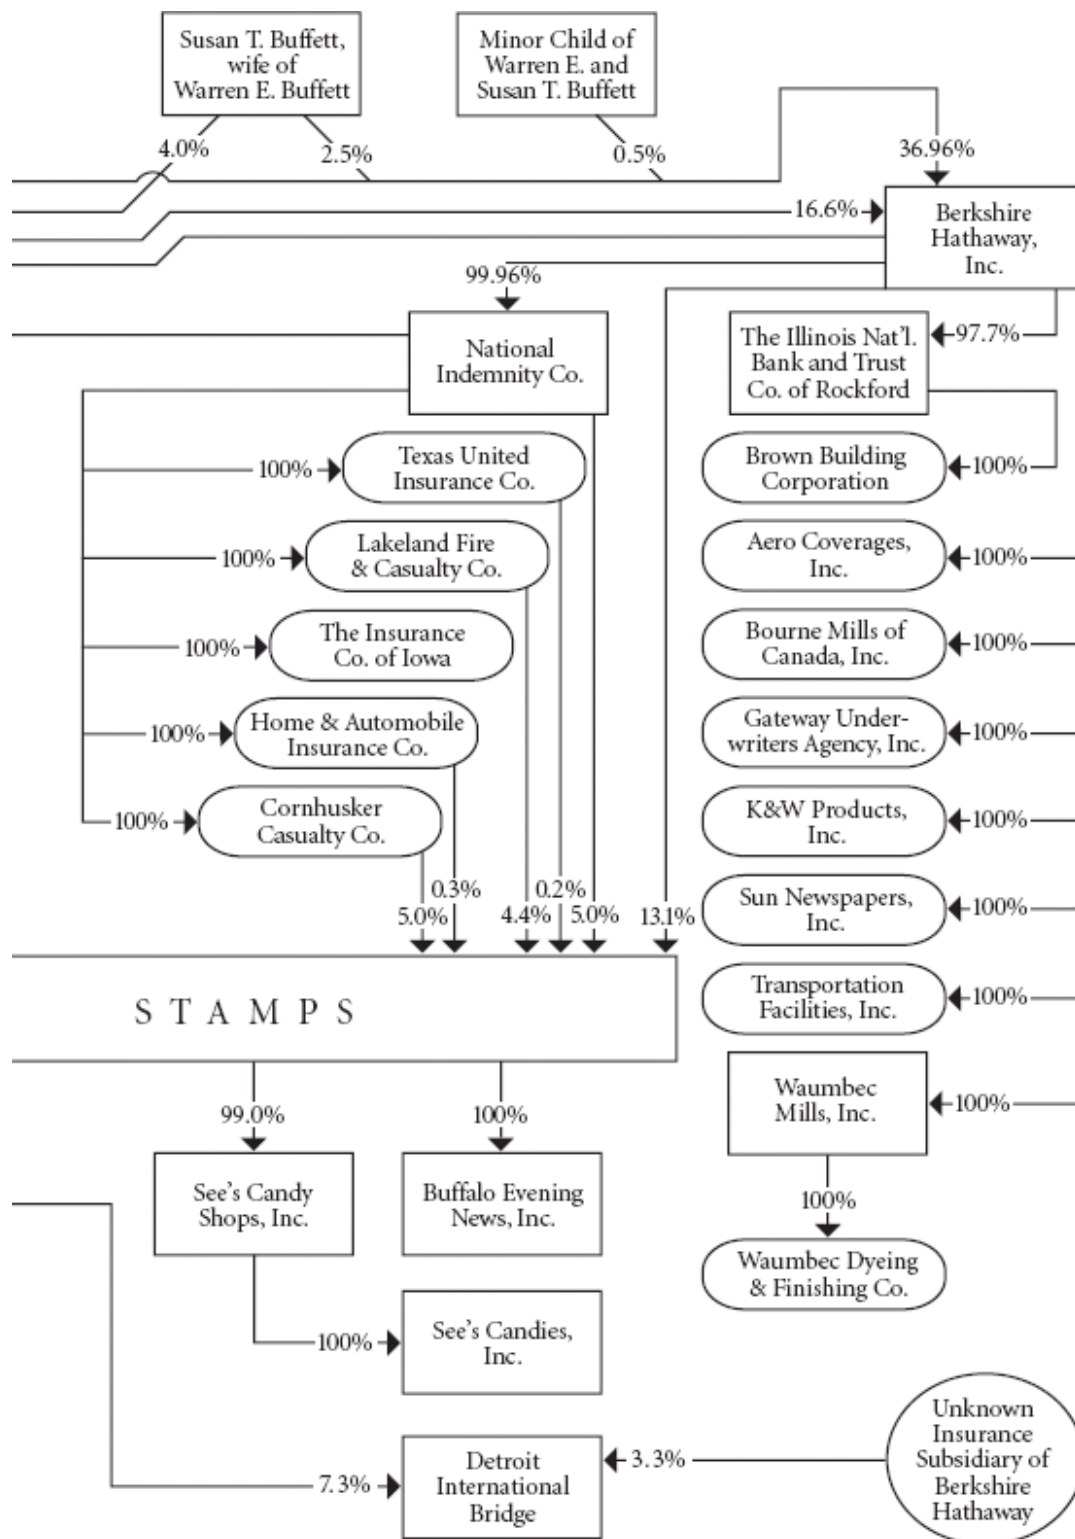 Susan T. Buffett,
wife of
Warren E. Buffett
Minor Child of
Warren E. and
Susan T. Buffett
4.0%
2.5%
0.5%
36.96%
16.6%
Berkshire
Hathaway,
Inc.
99.96%
National
Indemnity Co.
The Illinois Nat'l.
Bank and Trust
Co. of Rockford
97.7%
100%
Texas United
Insurance Co.
Brown Building
Corporation
100%
100%
Lakeland Fire
& Casualty Co.
Aero Coverages,
Inc.
100%
100%
The Insurance
Co. of Iowa
Bourne Mills of
Canada, Inc.
100%
100%
Home & Automobile
Insurance Co.
Gateway Under-
writers Agency, Inc.
100%
100%
Cornhusker
Casualty Co.
K&W Products,
Inc.
100%
5.0%
0.3%
4.4%
0.2%
5.0%
13.1%
Sun Newspapers,
Inc.
100%
STAMPS
Transportation
Facilities, Inc.
100%
99.0%
100%
Waumbec
Mills, Inc.
100%
See's Candy
Shops, Inc.
Buffalo Evening
News, Inc.
100%
Waumbec Dyeing
& Finishing Co.
100%
See's Candies,
Inc.
7.3%
Detroit
International
Bridge
3.3%
Unknown
Insurance
Subsidiary of
Berkshire
Hathaway